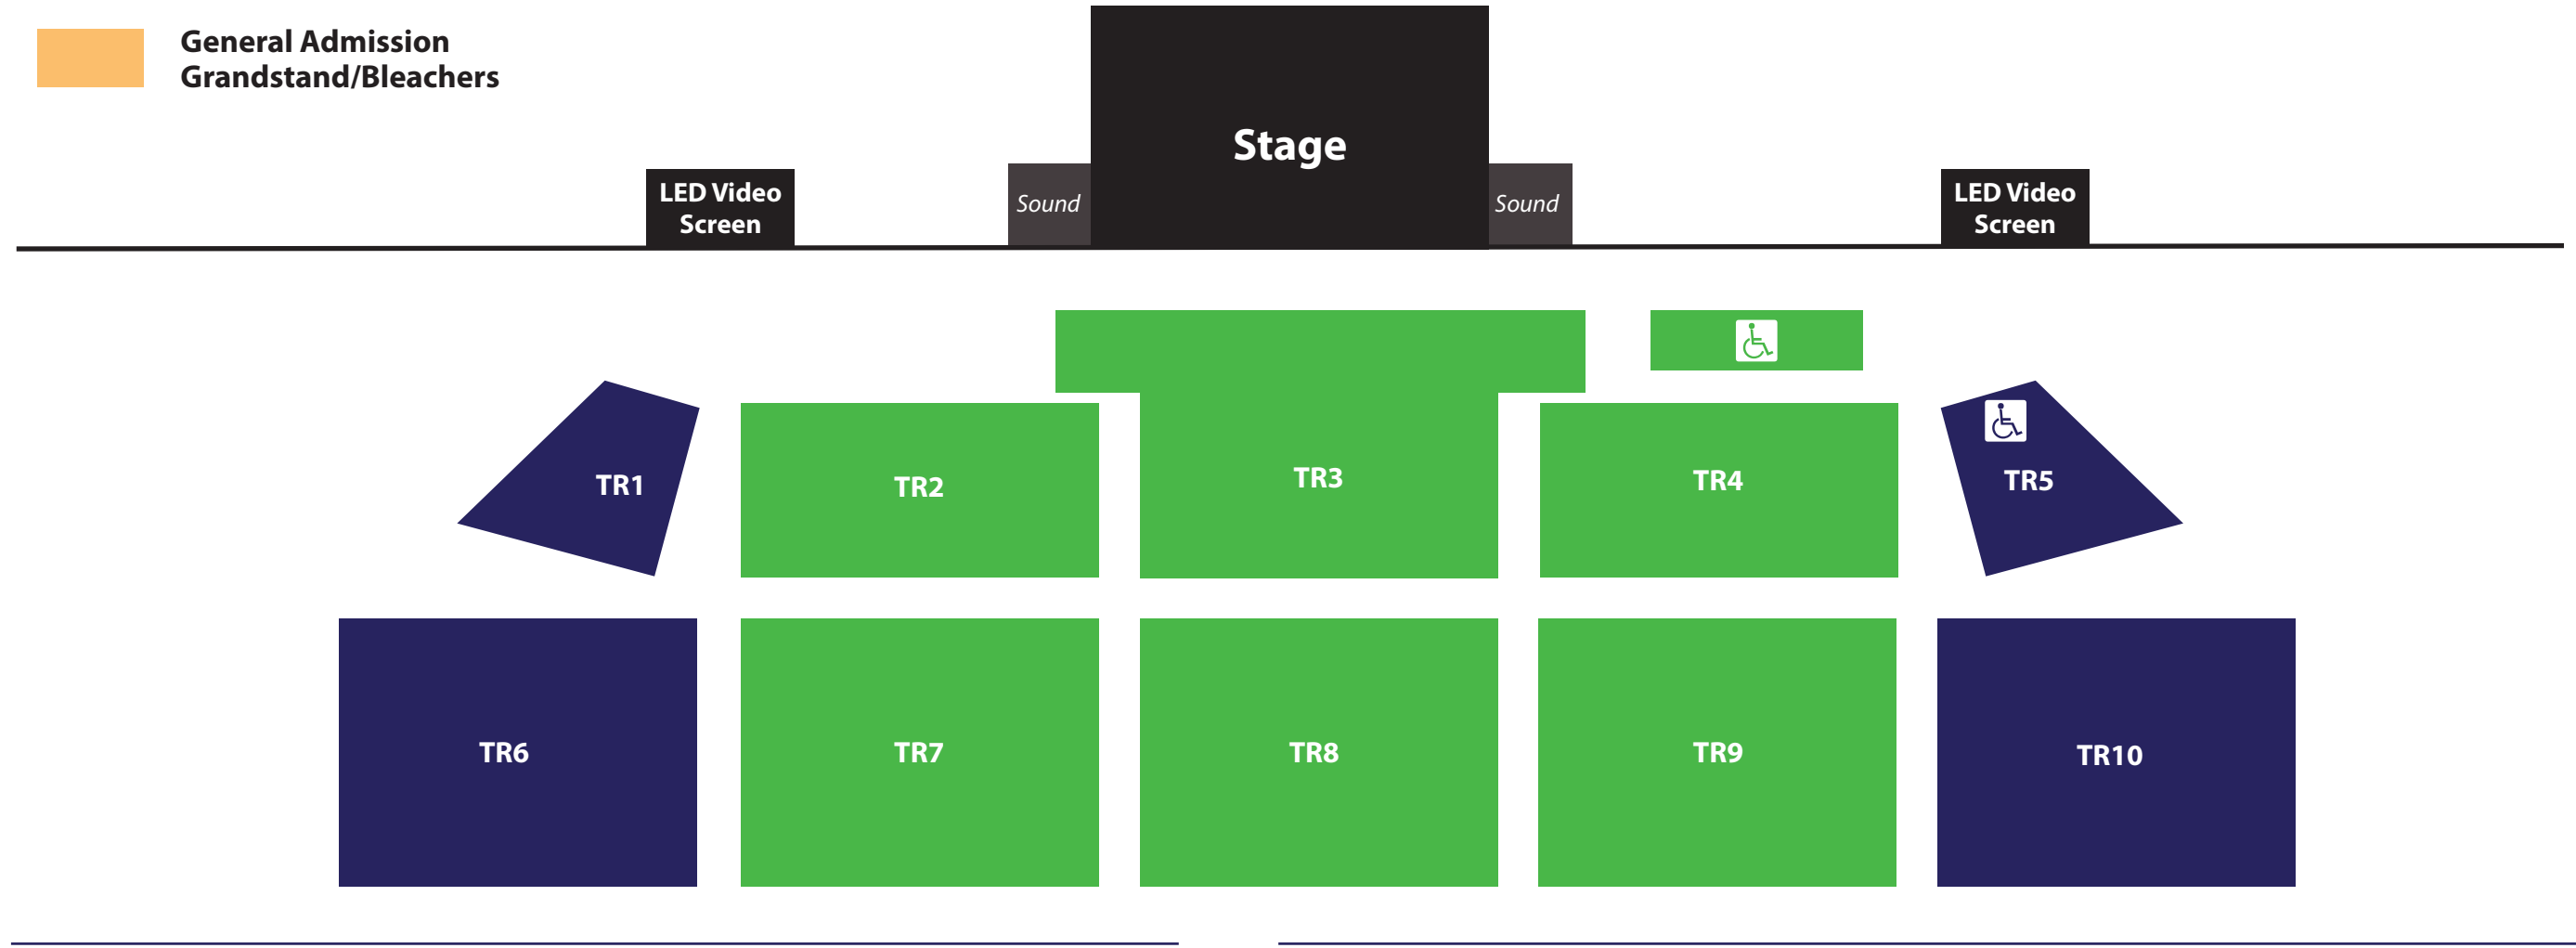 General Admission
Grandstand/Bleachers
Stage
LED Video
Screen
Sound
Sound
LED Video
Screen
TR1
TR2
TR3
TR4
TR5
TR6
TR7
TR8
TR9
TR10